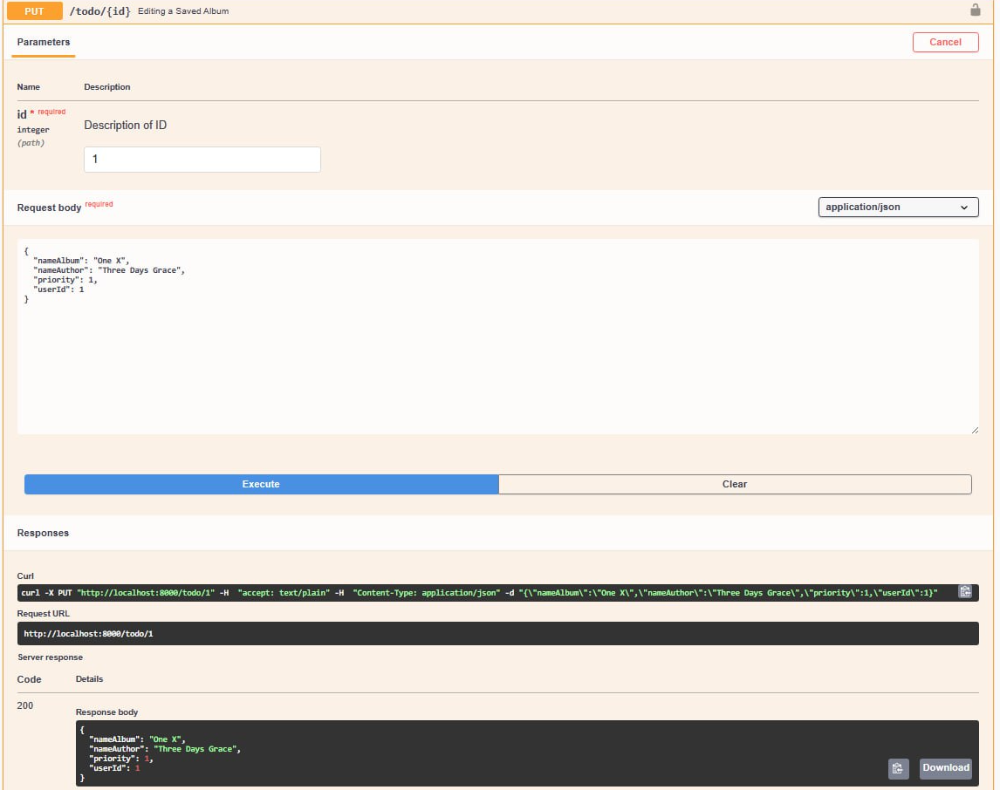 PUT /todo/{id} Editing a Saved Album
Parameters
Cancel
Name Description
id * required
integer
(path)
Description of ID
1
Request body required
application/json
{
  "nameAlbum": "One X",
  "nameAuthor": "Three Days Grace",
  "priority": 1,
  "userId": 1
}
Execute
Clear
Responses
Curl
curl -X PUT "http://localhost:8000/todo/1" -H  "accept: text/plain" -H  "Content-Type: application/json" -d "{\"nameAlbum\":\"One X\",\"nameAuthor\":\"Three Days Grace\",\"priority\":1,\"userId\":1}"
Request URL
http://localhost:8000/todo/1
Server response
Code Details
200
Response body
{
  "nameAlbum": "One X",
  "nameAuthor": "Three Days Grace",
  "priority": 1,
  "userId": 1
}
Download